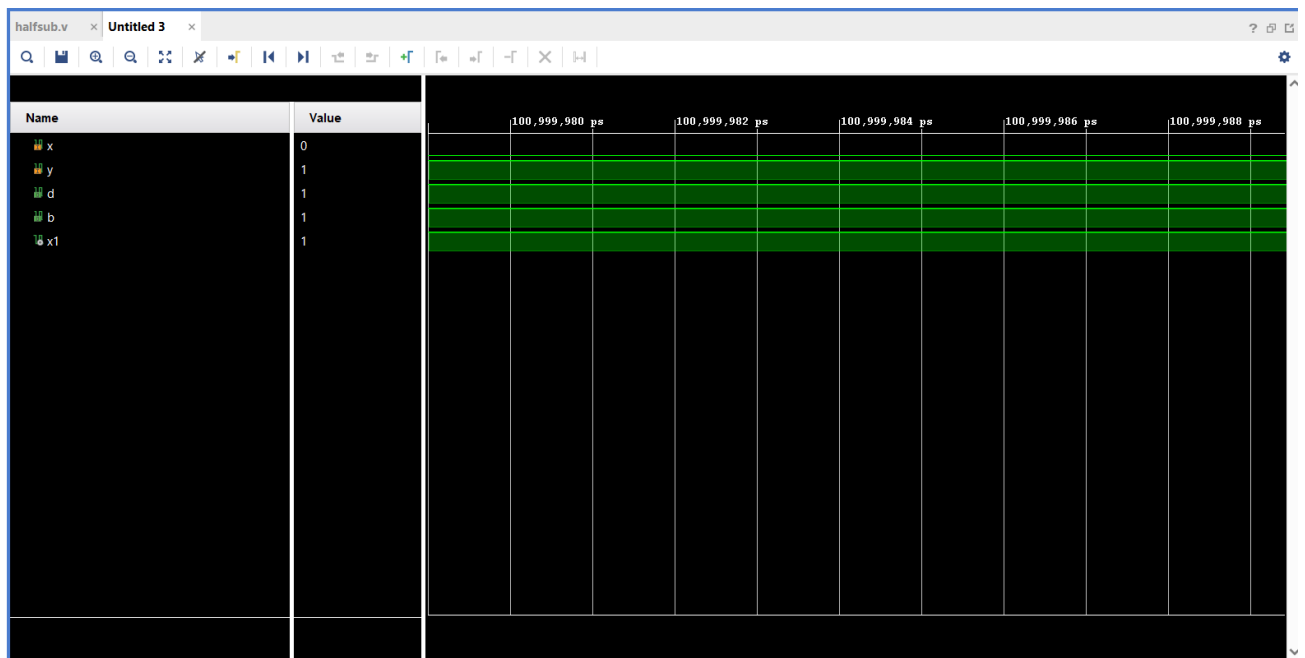 halfsub.v × Untitled 3 ×
Name Value
100,999,980 ps 100,999,982 ps 100,999,984 ps 100,999,986 ps 100,999,988 ps
x 0
y 1
d 1
b 1
x1 1